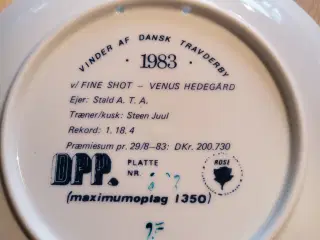 VINDER AF DANSK TRAVDERBY
· 1983 ·
v/ FINE SHOT – VENUS HEDEGÅRD
Ejer: Stald A. T. A.
Træner/kusk: Steen Juul
Rekord: 1. 18. 4
Præmiesum pr. 29/8-83: DKr. 200.730
DPP. PLATTE NR.
ROSE
(maximumoplag 1350)